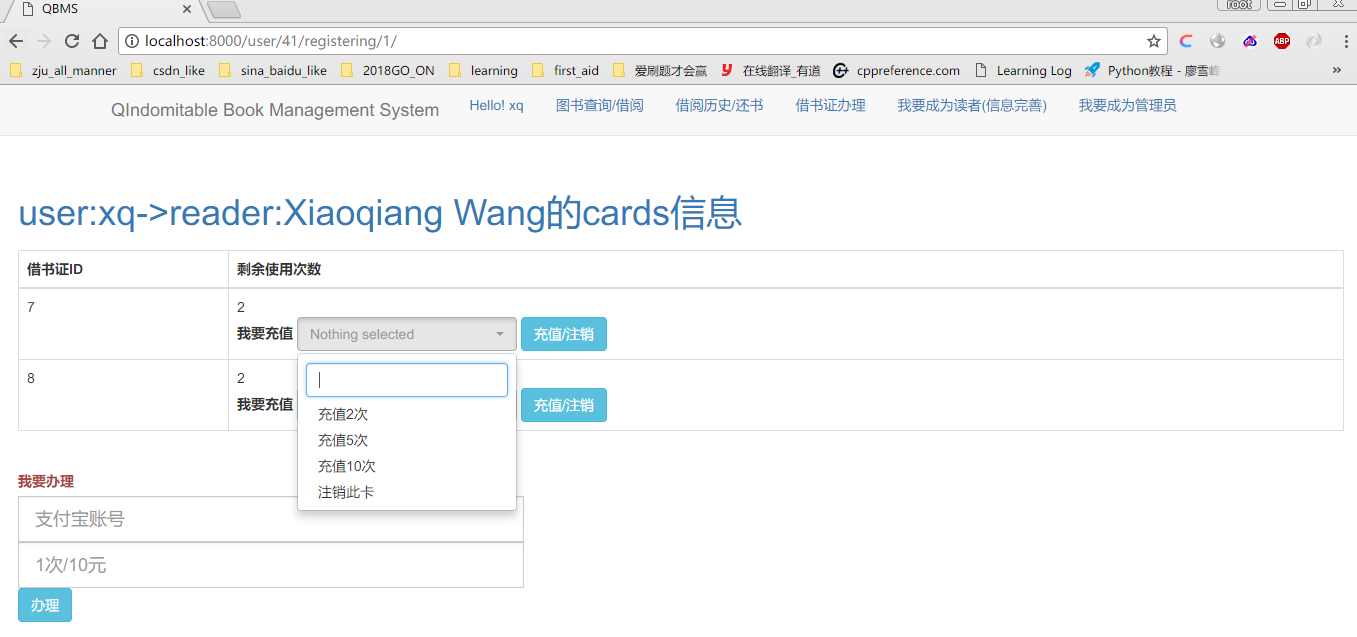 QBMS
root
localhost:8000/user/41/registering/1/
ABP
zju_all_manner csdn_like sina_baidu_like 2018GO_ON learning first_aid 爱刷题才会赢 在线翻译_有道 cppreference.com Learning Log Python教程 - 廖雪峰 »
QIndomitable Book Management System Hello! xq 图书查询/借阅 借阅历史/还书 借书证办理 我要成为读者(信息完善) 我要成为管理员
user:xq->reader:Xiaoqiang Wang的cards信息
借书证ID 剩余使用次数
7 2
我要充值 Nothing selected 充值/注销
8 2
我要充值 充值/注销
充值2次
充值5次
充值10次
注销此卡
我要办理
支付宝账号
1次/10元
办理